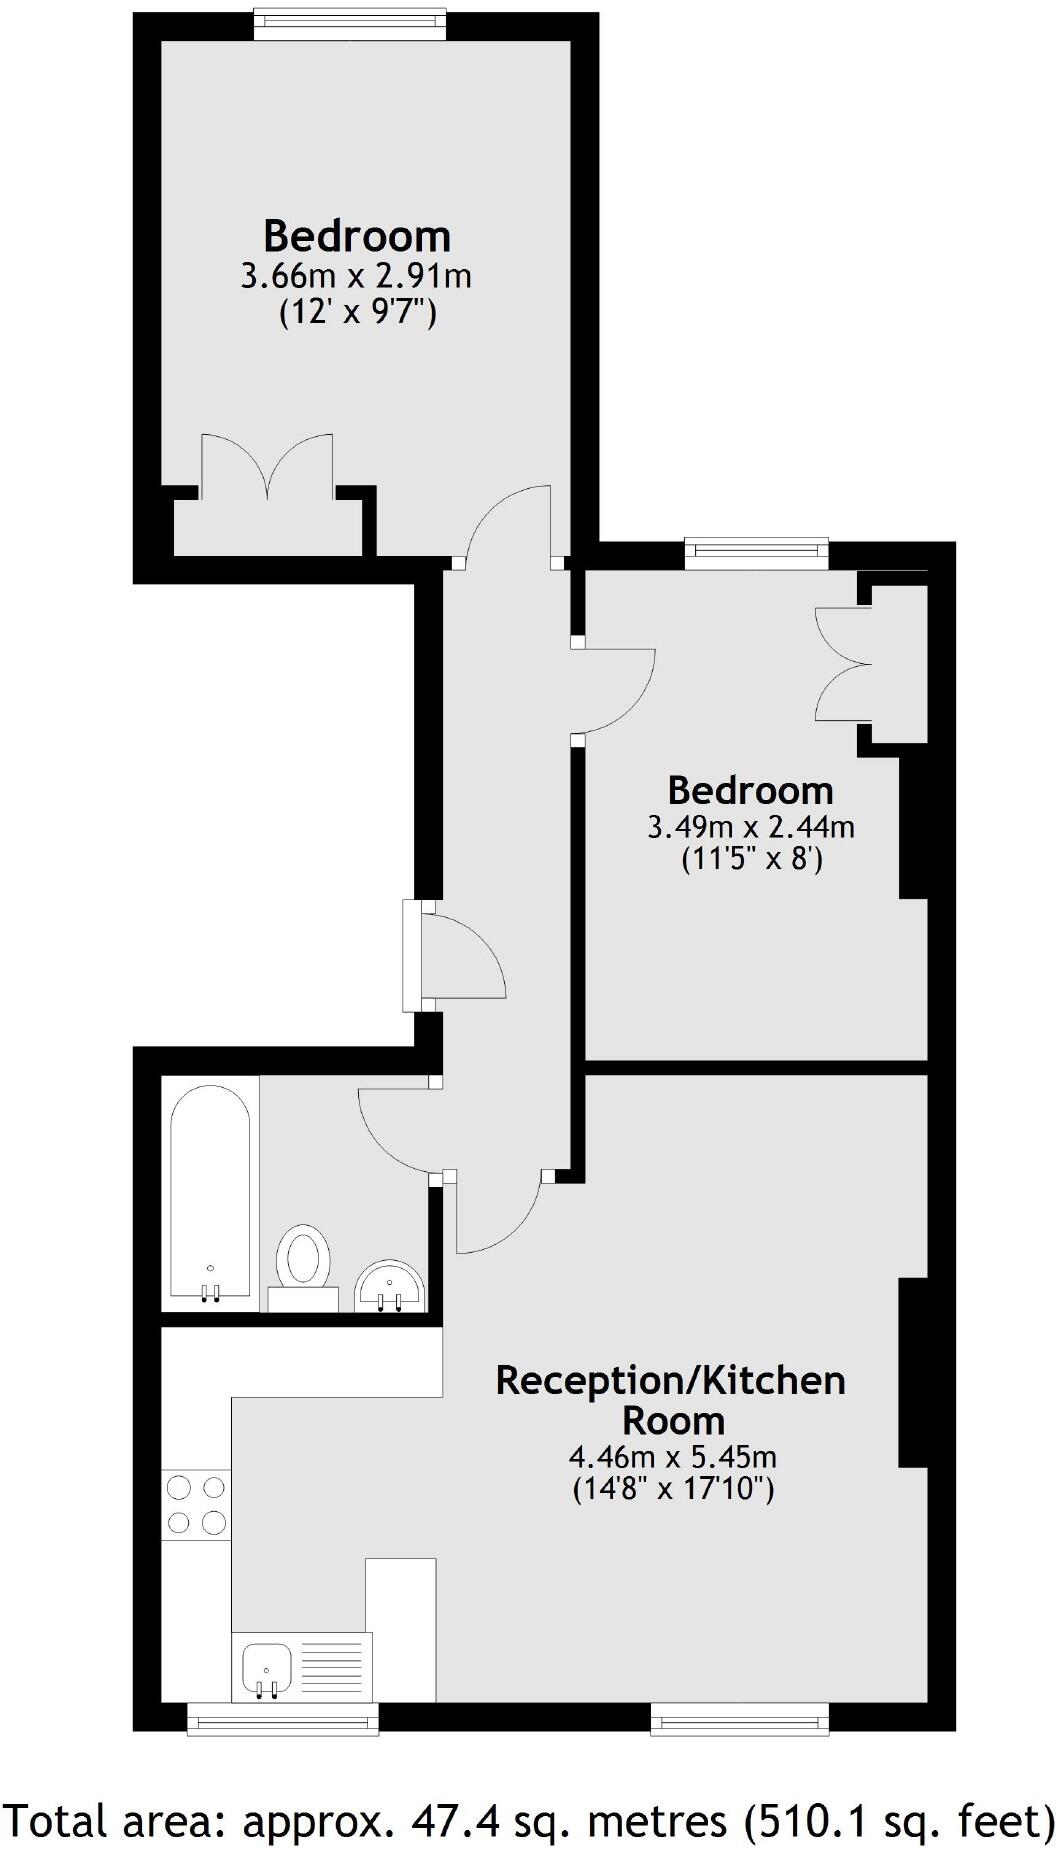 Bedroom
3.66m x 2.91m
(12' x 9'7")
Bedroom
3.49m x 2.44m
(11'5" x 8')
Reception/Kitchen
Room
4.46m x 5.45m
(14'8" x 17'10")
Total area: approx. 47.4 sq. metres (510.1 sq. feet)